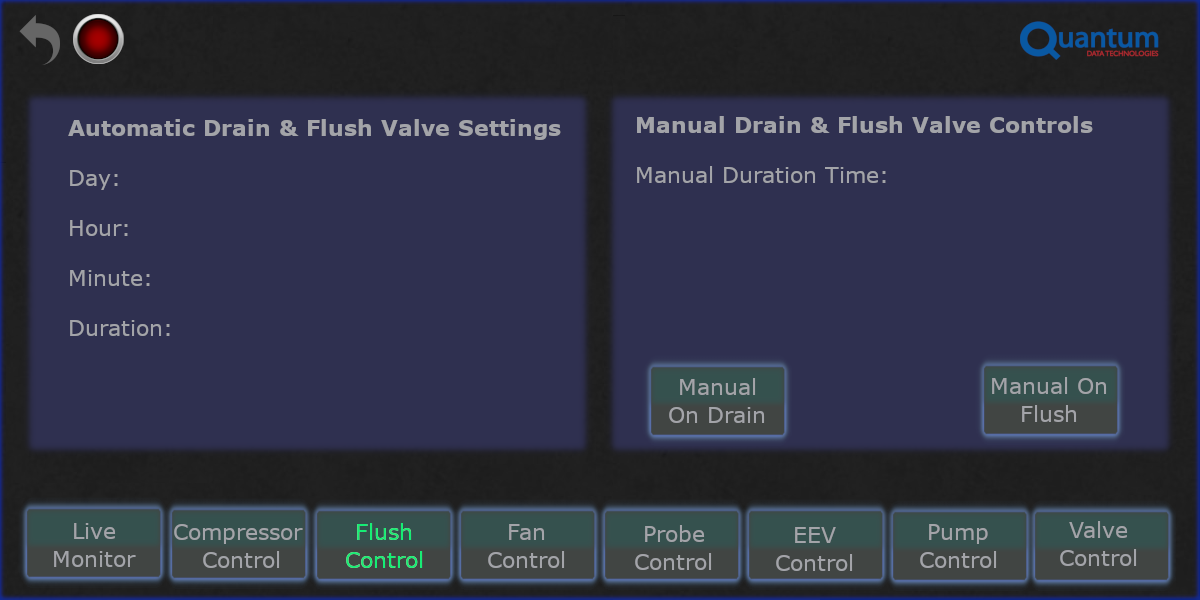 Quantum
DATA TECHNOLOGIES
Automatic Drain & Flush Valve Settings
Day:
Hour:
Minute:
Duration:
Manual Drain & Flush Valve Controls
Manual Duration Time:
Manual
On Drain
Manual On
Flush
Live
Monitor
Compressor
Control
Flush
Control
Fan
Control
Probe
Control
EEV
Control
Pump
Control
Valve
Control